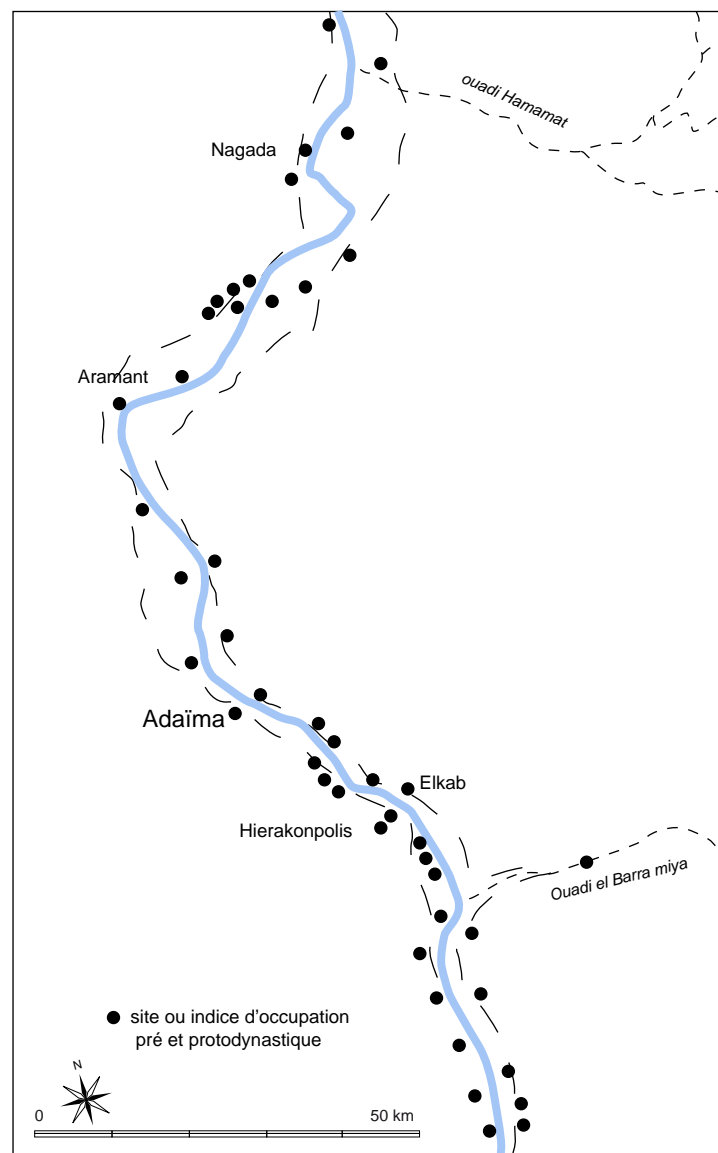 ouadi Hamamat
Nagada
Aramant
Adaïma
Elkab
Hierakonpolis
Ouadi el Barra miya
site ou indice d'occupation
pré et protodynastique
N
0 50 km